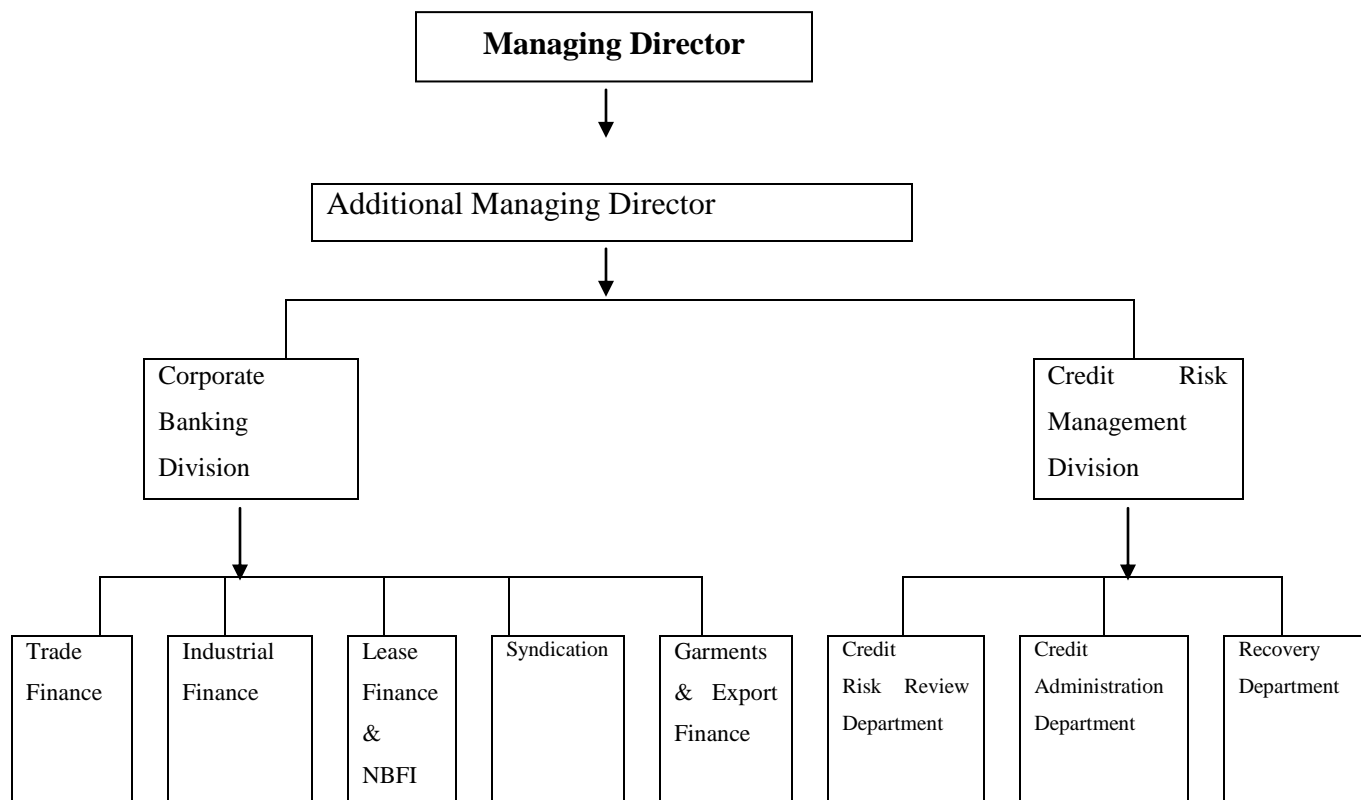 Managing Director
Additional Managing Director
Corporate
Banking
Division
Credit Risk
Management
Division
Trade
Finance
Industrial
Finance
Lease
Finance
&
NBFI
Syndication
Garments
& Export
Finance
Credit
Risk Review
Department
Credit
Administration
Department
Recovery
Department